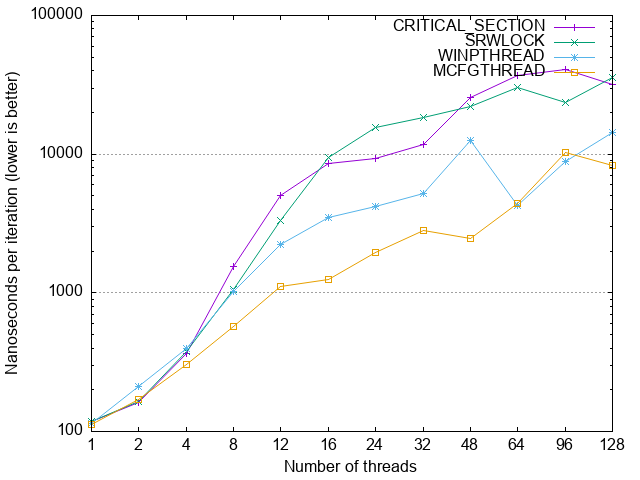 100000
10000
1000
100
Nanoseconds per iteration (lower is better)
CRITICAL_SECTION
SRWLOCK
WINPTHREAD
MCFGTHREAD
1 2 4 8 12 16 24 32 48 64 96 128
Number of threads